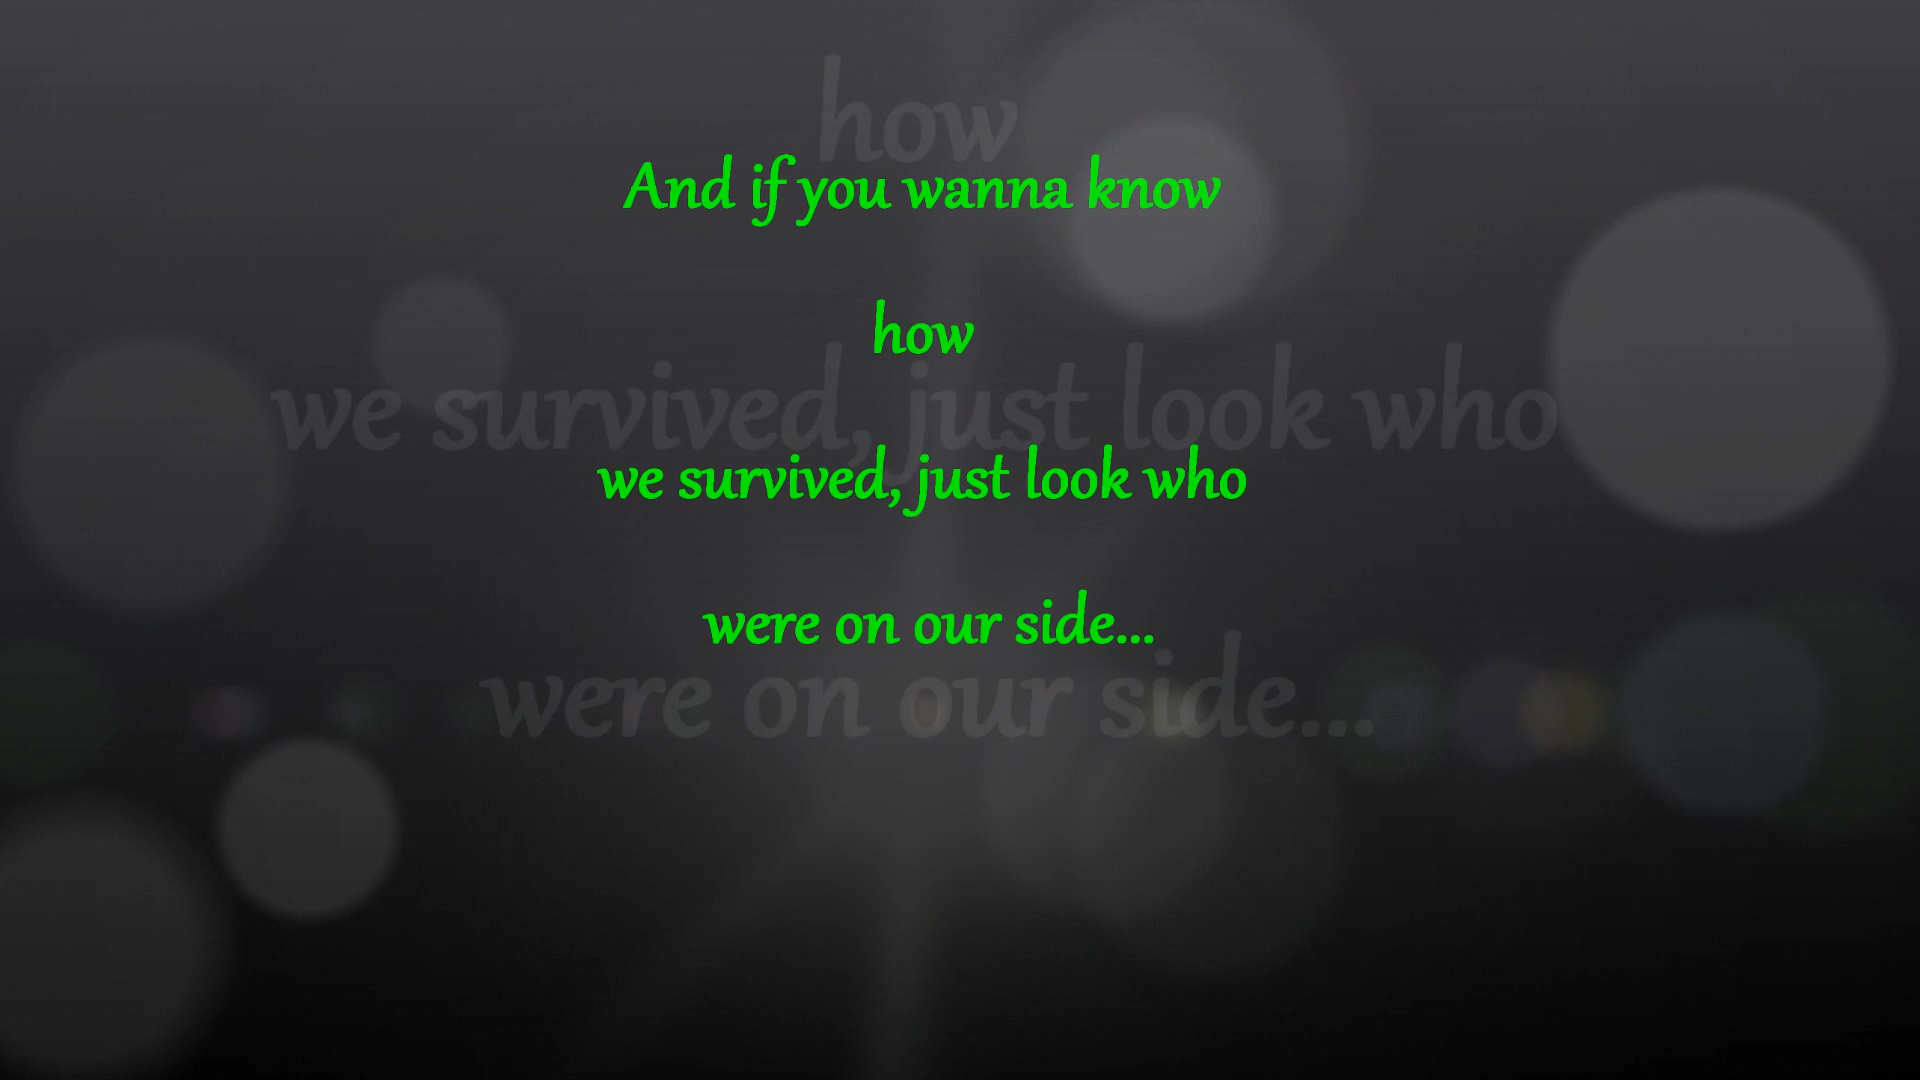 how
And if you wanna know
how
we survived, just look who
we survived, just look who
were on our side...
were on our side...